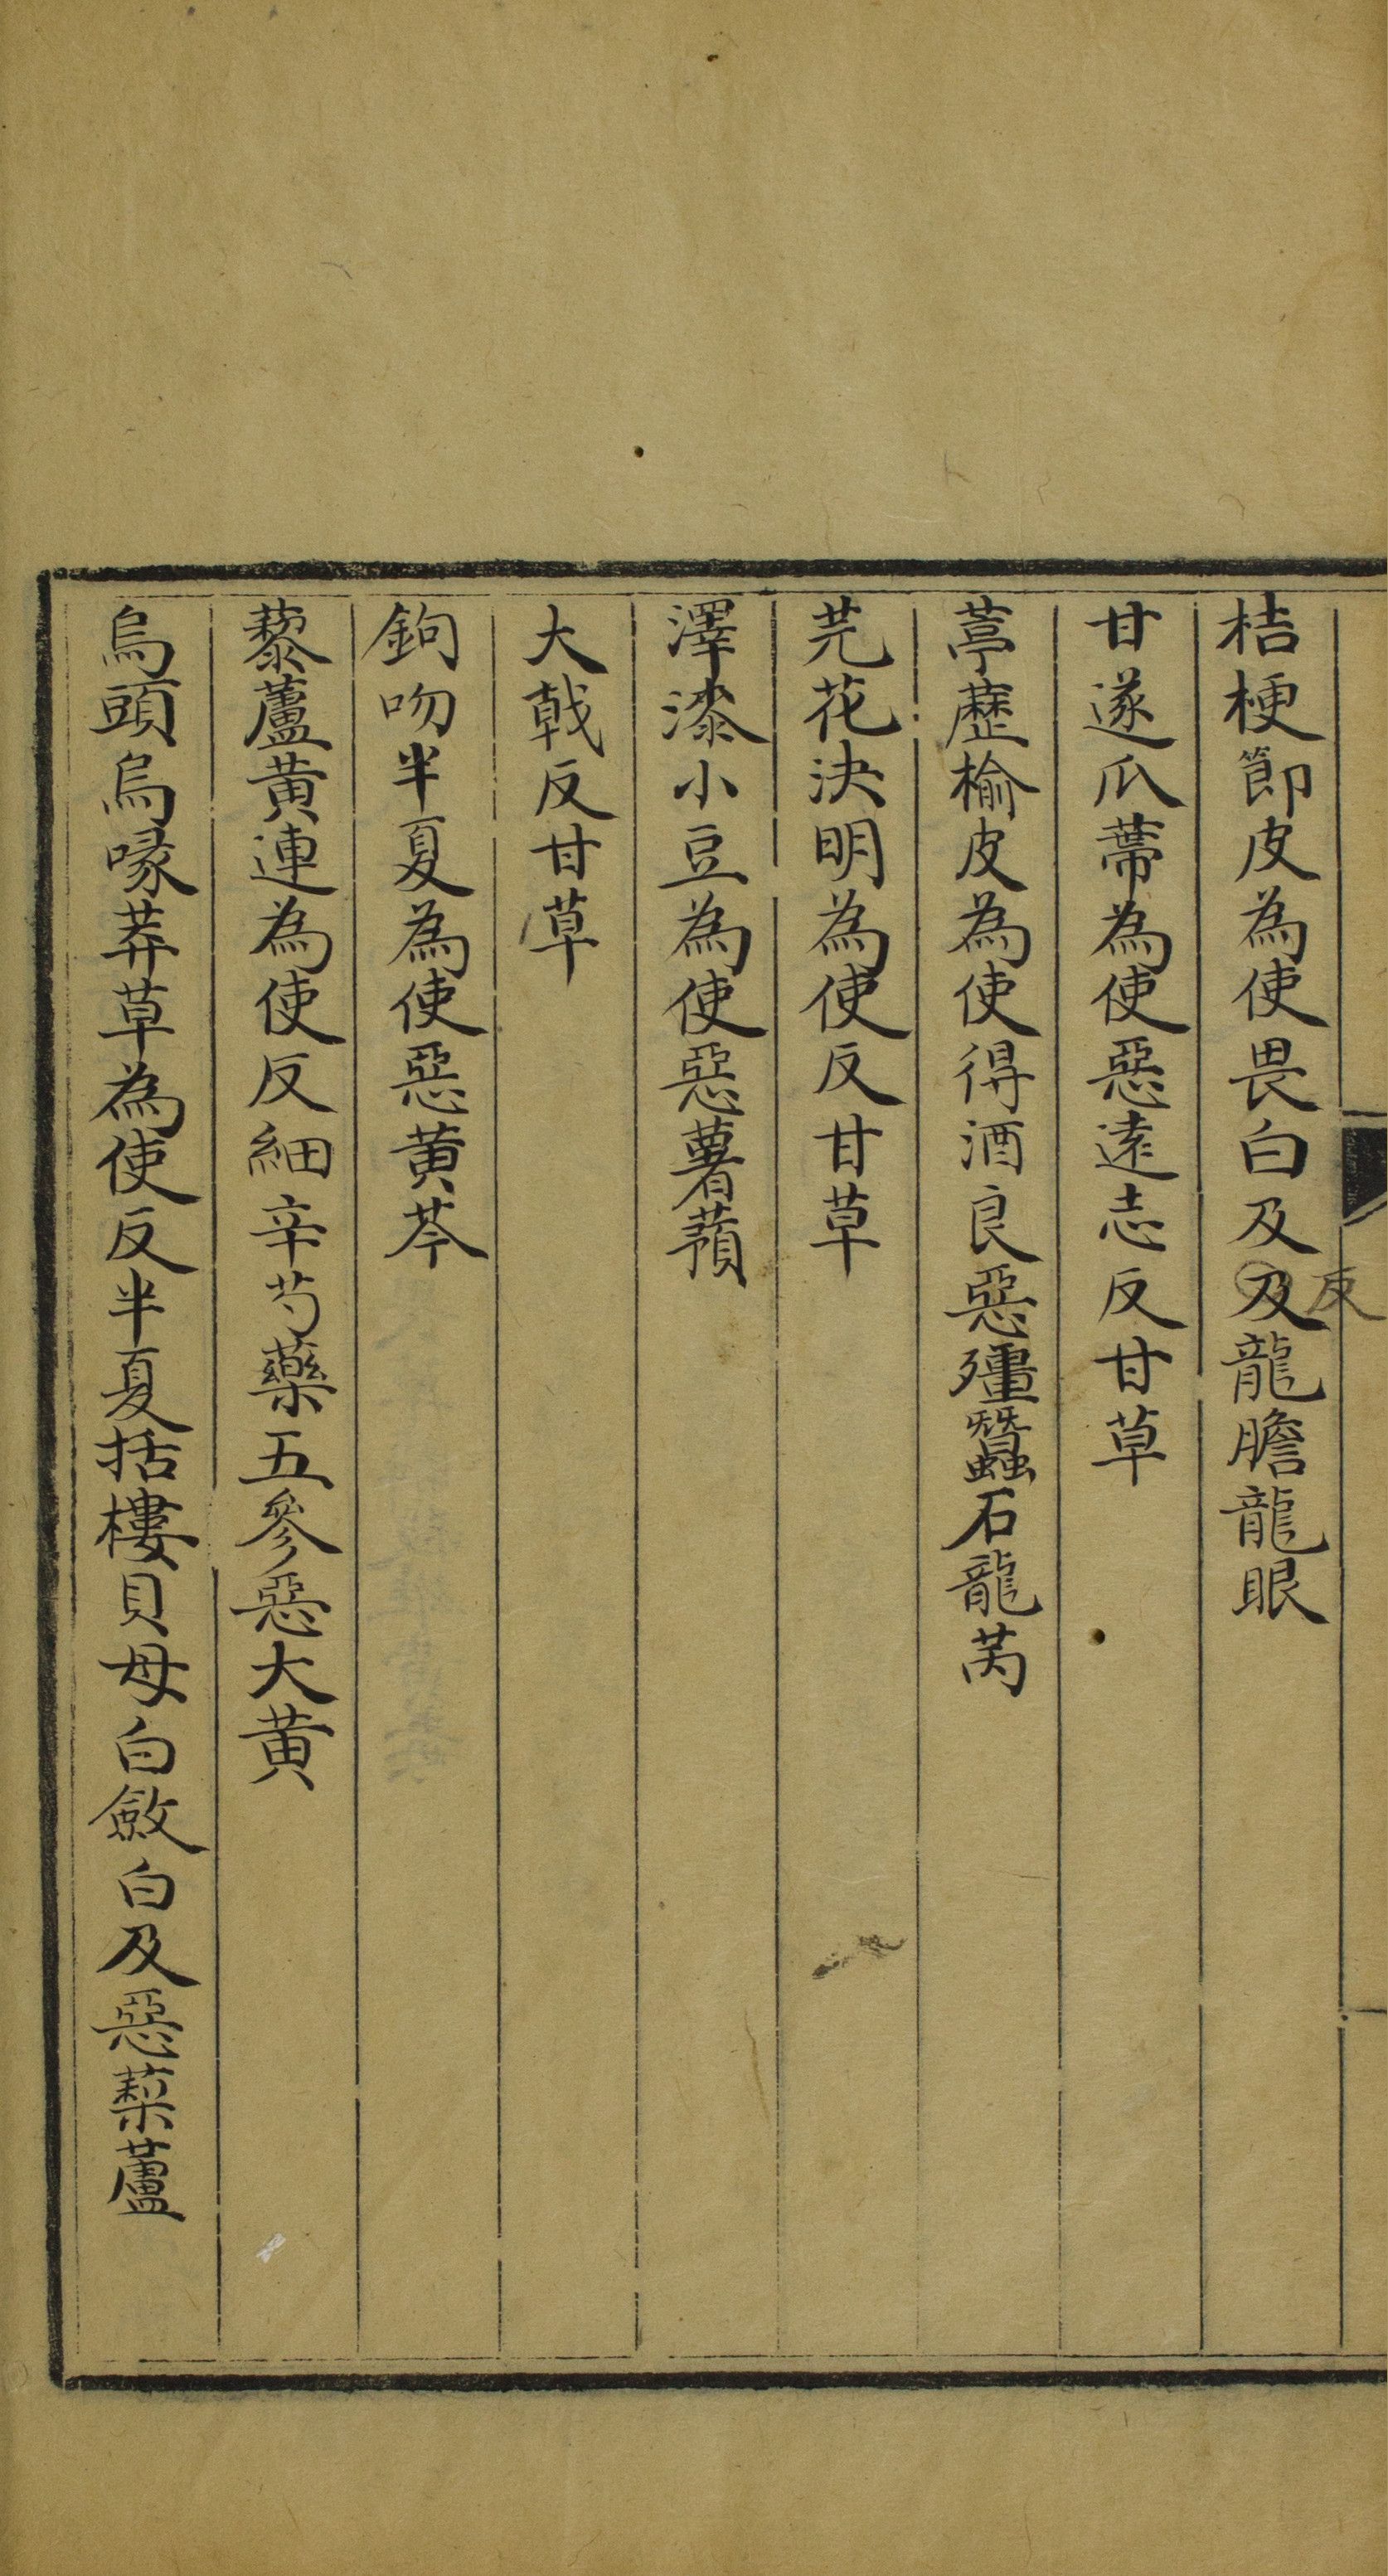 桔梗節皮為使畏白及及龍膽龍眼
反
甘遂爪蔕為使惡遠志反甘草
葶藶榆皮為使得酒良惡殭蠶石龍芮
芫花決明為使反甘草
澤漆小豆為使惡薯蕷
大戟反甘草
鉤吻半夏為使惡黃芩
藜蘆黃連為使反細辛芍藥五參惡大黃
烏頭烏喙莽草為使反半夏括樓貝母白斂白及惡蔾蘆